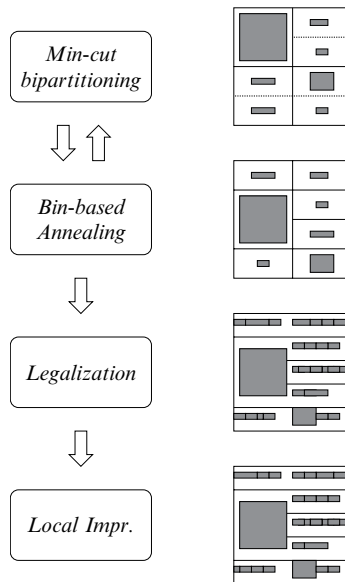 Min-cut
bipartitioning
Bin-based
Annealing
Legalization
Local Impr.